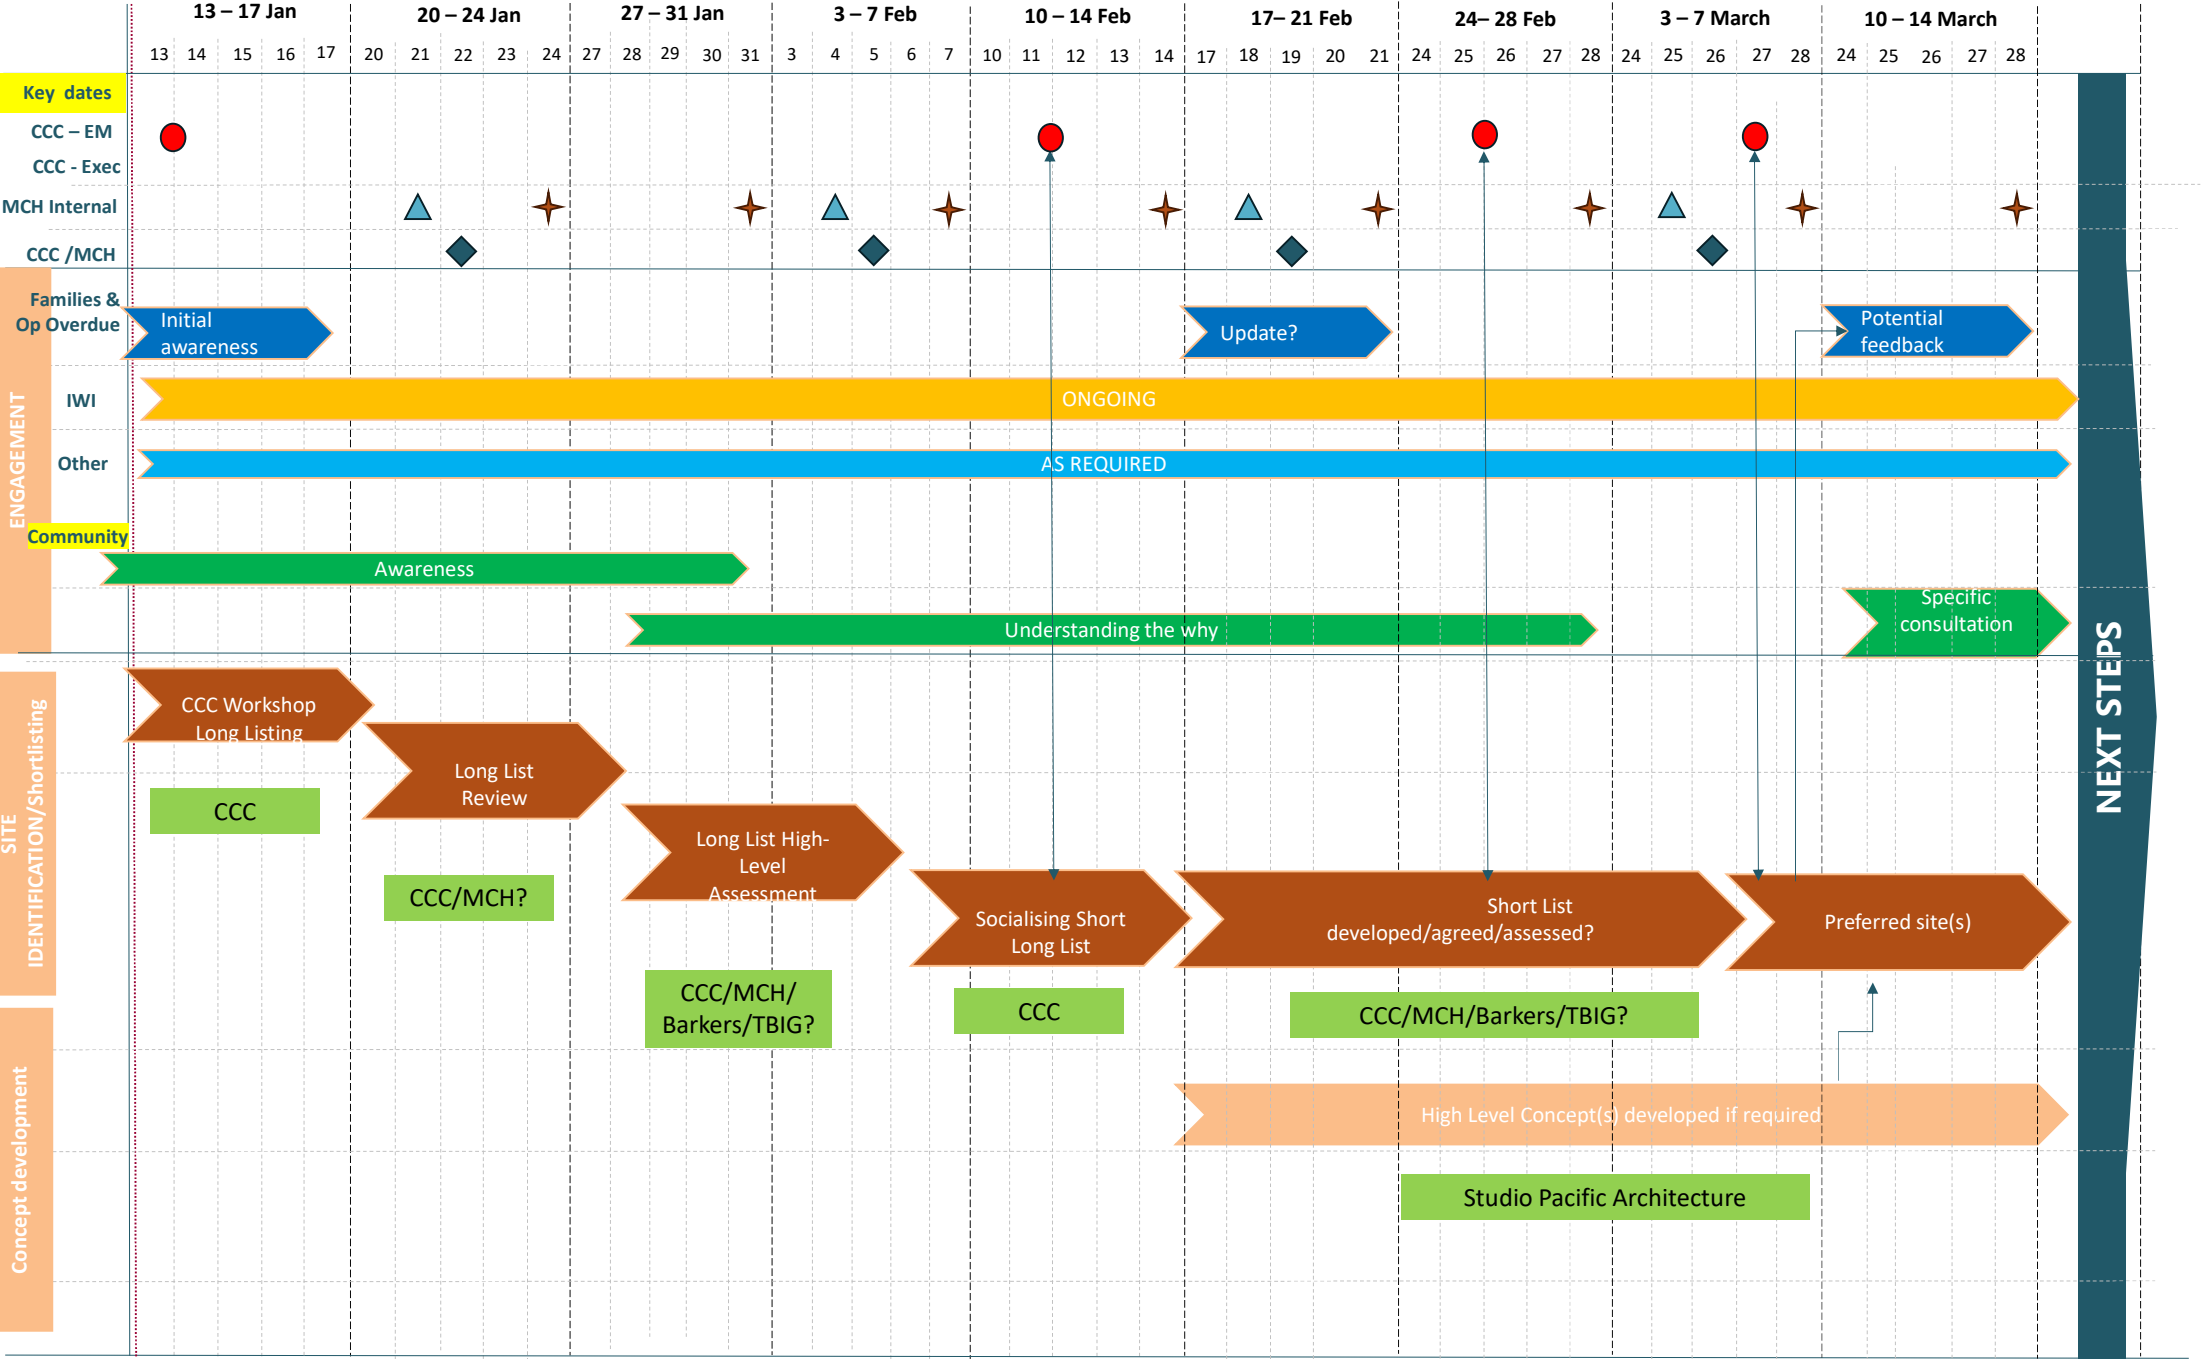 13 – 17 Jan
20 – 24 Jan
27 – 31 Jan
3 – 7 Feb
10 – 14 Feb
17– 21 Feb
24– 28 Feb
3 – 7 March
10 – 14 March
13 14 15 16 17 20 21 22 23 24 27 28 29 30 31 3 4 5 6 7 10 11 12 13 14 17 18 19 20 21 24 25 26 27 28 24 25 26 27 28 24 25 26 27 28
Key dates
CCC – EM
CCC - Exec
MCH Internal
CCC /MCH
ENGAGEMENT
Families &
Op Overdue
Initial
awareness
Update?
Potential
feedback
IWI
ONGOING
Other
AS REQUIRED
Community
Awareness
Understanding the why
Specific
consultation
NEXT STEPS
SITE
IDENTIFICATION/Shortlisting
CCC Workshop
Long Listing
CCC
Long List
Review
CCC/MCH?
Long List High-
Level
Assessment
CCC/MCH/
Barkers/TBIG?
Socialising Short
Long List
CCC
Short List
developed/agreed/assessed?
CCC/MCH/Barkers/TBIG?
Preferred site(s)
Concept development
High Level Concept(s) developed if required
Studio Pacific Architecture